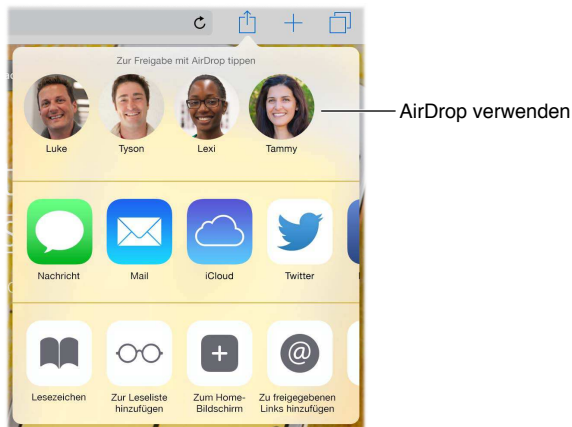 Zur Freigabe mit AirDrop tippen
Luke
Tyson
Lexi
Tammy
AirDrop verwenden
Nachricht
Mail
iCloud
Twitter
Lesezeichen
Zur Leseliste
hinzufügen
Zum Home-
Bildschirm
Zu freigegebenen
Links hinzufügen